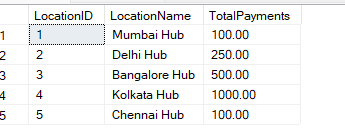 LocationID LocationName TotalPayments
1 1 Mumbai Hub 100.00
2 2 Delhi Hub 250.00
3 3 Bangalore Hub 500.00
4 4 Kolkata Hub 1000.00
5 5 Chennai Hub 100.00